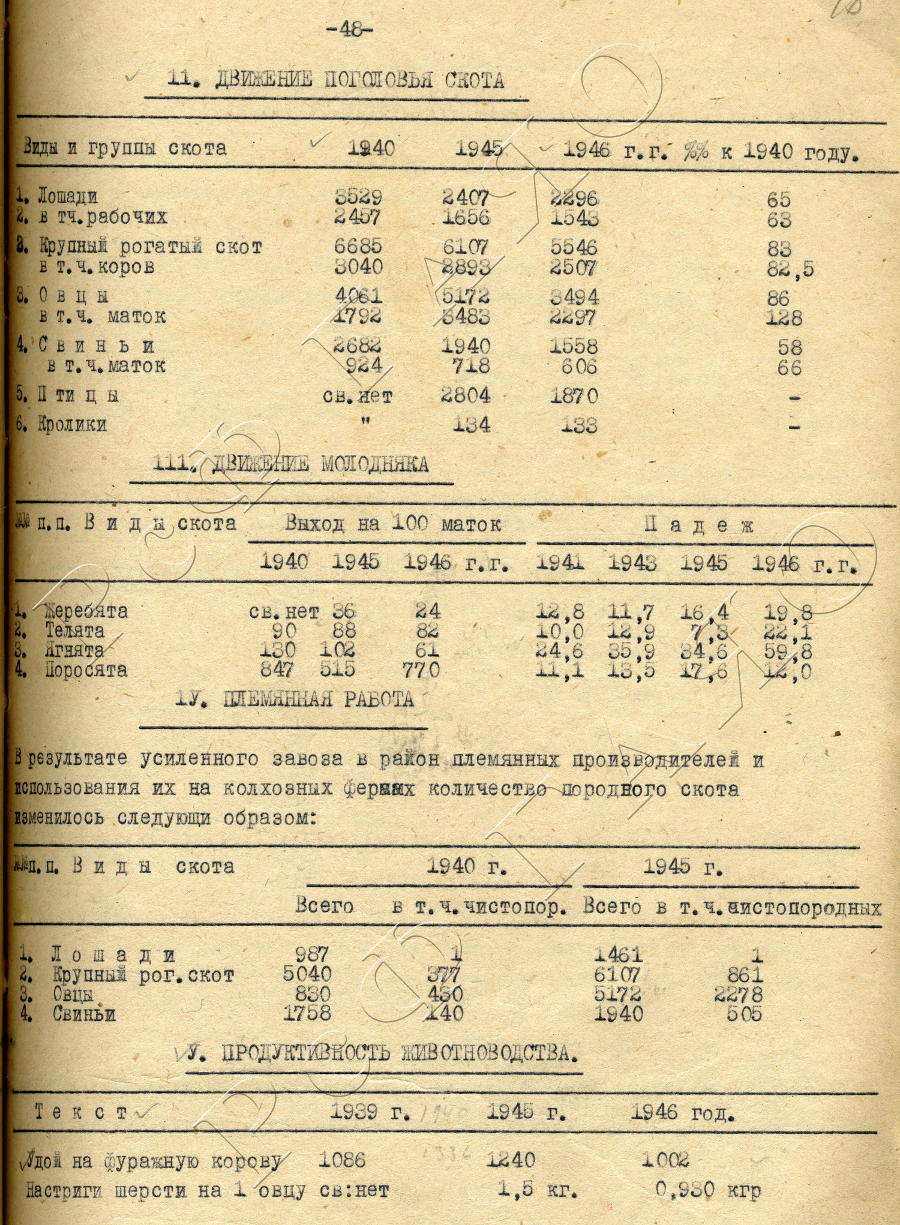 -48-
11. ДВИЖЕНИЕ ПОГОЛОВЬЯ СКОТА
Виды и группы скота 1940 1945 1946 г.г. %% к 1940 году.
1. Лошади 3529 2407 2296 65
2. в тч.рабочих 2457 1656 1543 63
2. Крупный рогатый скот 6685 6107 5546 83
в т.ч.коров 3040 2893 2507 82,5
3. О в ц ы 4061 5172 3494 86
в т.ч. маток 1792 3483 2297 128
4. С в и н ь и 2682 1940 1558 58
в т.ч.маток 924 718 606 66
5. П т и ц ы св.нет 2804 1870 -
6. Кролики " 134 133 -
111. ДВИЖЕНИЕ МОЛОДНЯКА
№№ п.п. В и д ы скота Выход на 100 маток П а д е ж
1940 1945 1946 г.г. 1941 1943 1945 1946 г.г.
1. Жеребята св.нет 36 24 12,8 11,7 16,4 19,8
2. Телята 90 88 82 10,0 12,9 7,3 22,1
3. Ягнята 130 102 61 24,6 35,9 34,6 59,8
4. Поросята 847 515 770 11,1 13,5 17,6 12,0
1У. ПЛЕМЯННАЯ РАБОТА
В результате усиленного завоза в район племянных производителей и
использования их на колхозных фермах количество породного скота
изменилось следующи образом:
№№п.п. В и д ы скота 1940 г. 1945 г.
Всего в т.ч.чистопор. Всего в т.ч.чистопородных
1. Л о ш а д и 987 1 1461 1
2. Крупный рог.скот 5040 377 6107 861
3. Овцы 830 430 5172 2278
4. Свиньи 1758 140 1940 505
У. ПРОДУКТИВНОСТЬ ЖИВОТНОВОДСТВА.
Т е к с т 1939 г. 1940 1945 г. 1946 год.
Удой на фуражную корову 1086 1336 1240 1002
Настриги шерсти на 1 овцу св:нет 1,5 кг. 0,930 кгр
РГАЭ